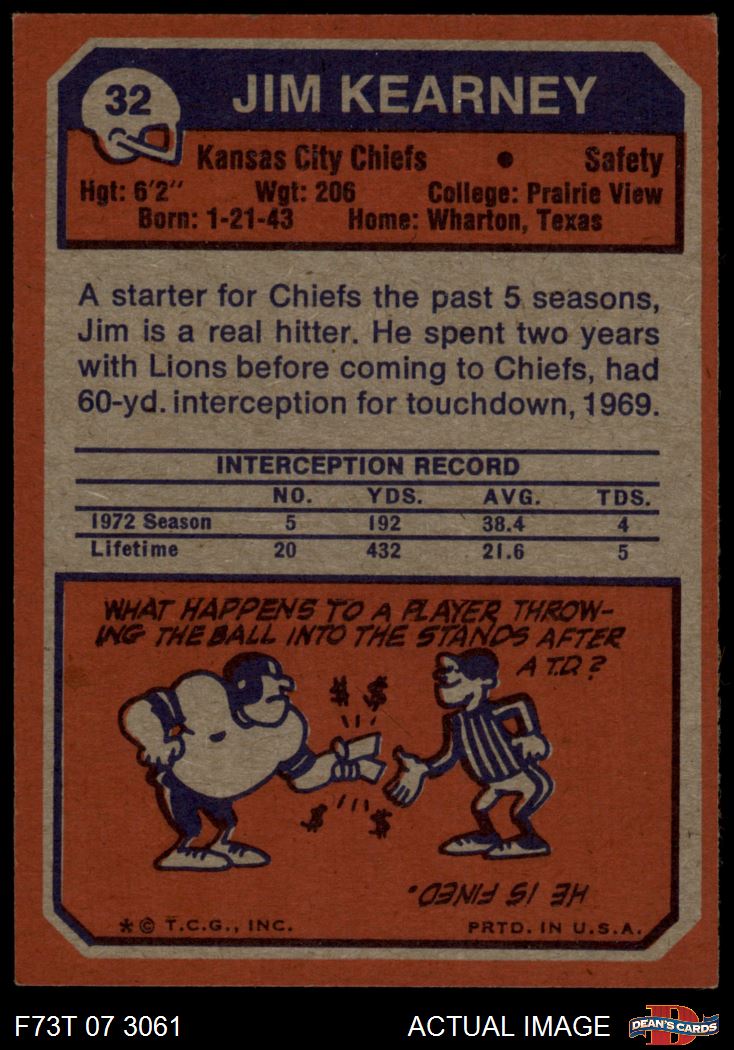 32
JIM KEARNEY
Kansas City Chiefs • Safety
Hgt: 6'2" Wgt: 206 College: Prairie View
Born: 1-21-43 Home: Wharton, Texas
A starter for Chiefs the past 5 seasons,
Jim is a real hitter. He spent two years
with Lions before coming to Chiefs, had
60-yd. interception for touchdown, 1969.
INTERCEPTION RECORD
NO. YDS. AVG. TDS.
1972 Season 5 192 38.4 4
Lifetime 20 432 21.6 5
WHAT HAPPENS TO A PLAYER THROW-
ING THE BALL INTO THE STANDS AFTER
A T.D.?
$ $
$ $
HE IS FINED.
* © T.C.G., INC. PRTD. IN U.S.A.
F73T 07 3061 ACTUAL IMAGE
D
DEAN'S CARDS